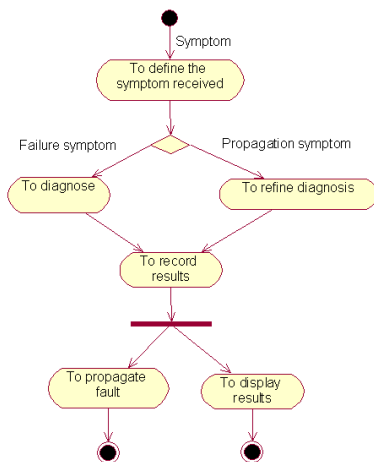 Symptom
To define the
symptom received
Failure symptom
Propagation symptom
To diagnose
To refine diagnosis
To record
results
To propagate
fault
To display
results